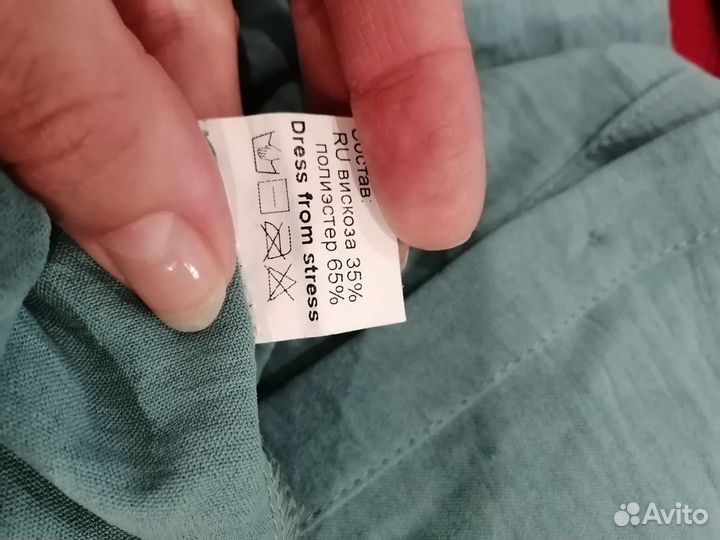 Состав:
RU вискоза 35%
полиэстер 65%
Dress from stress
Avito